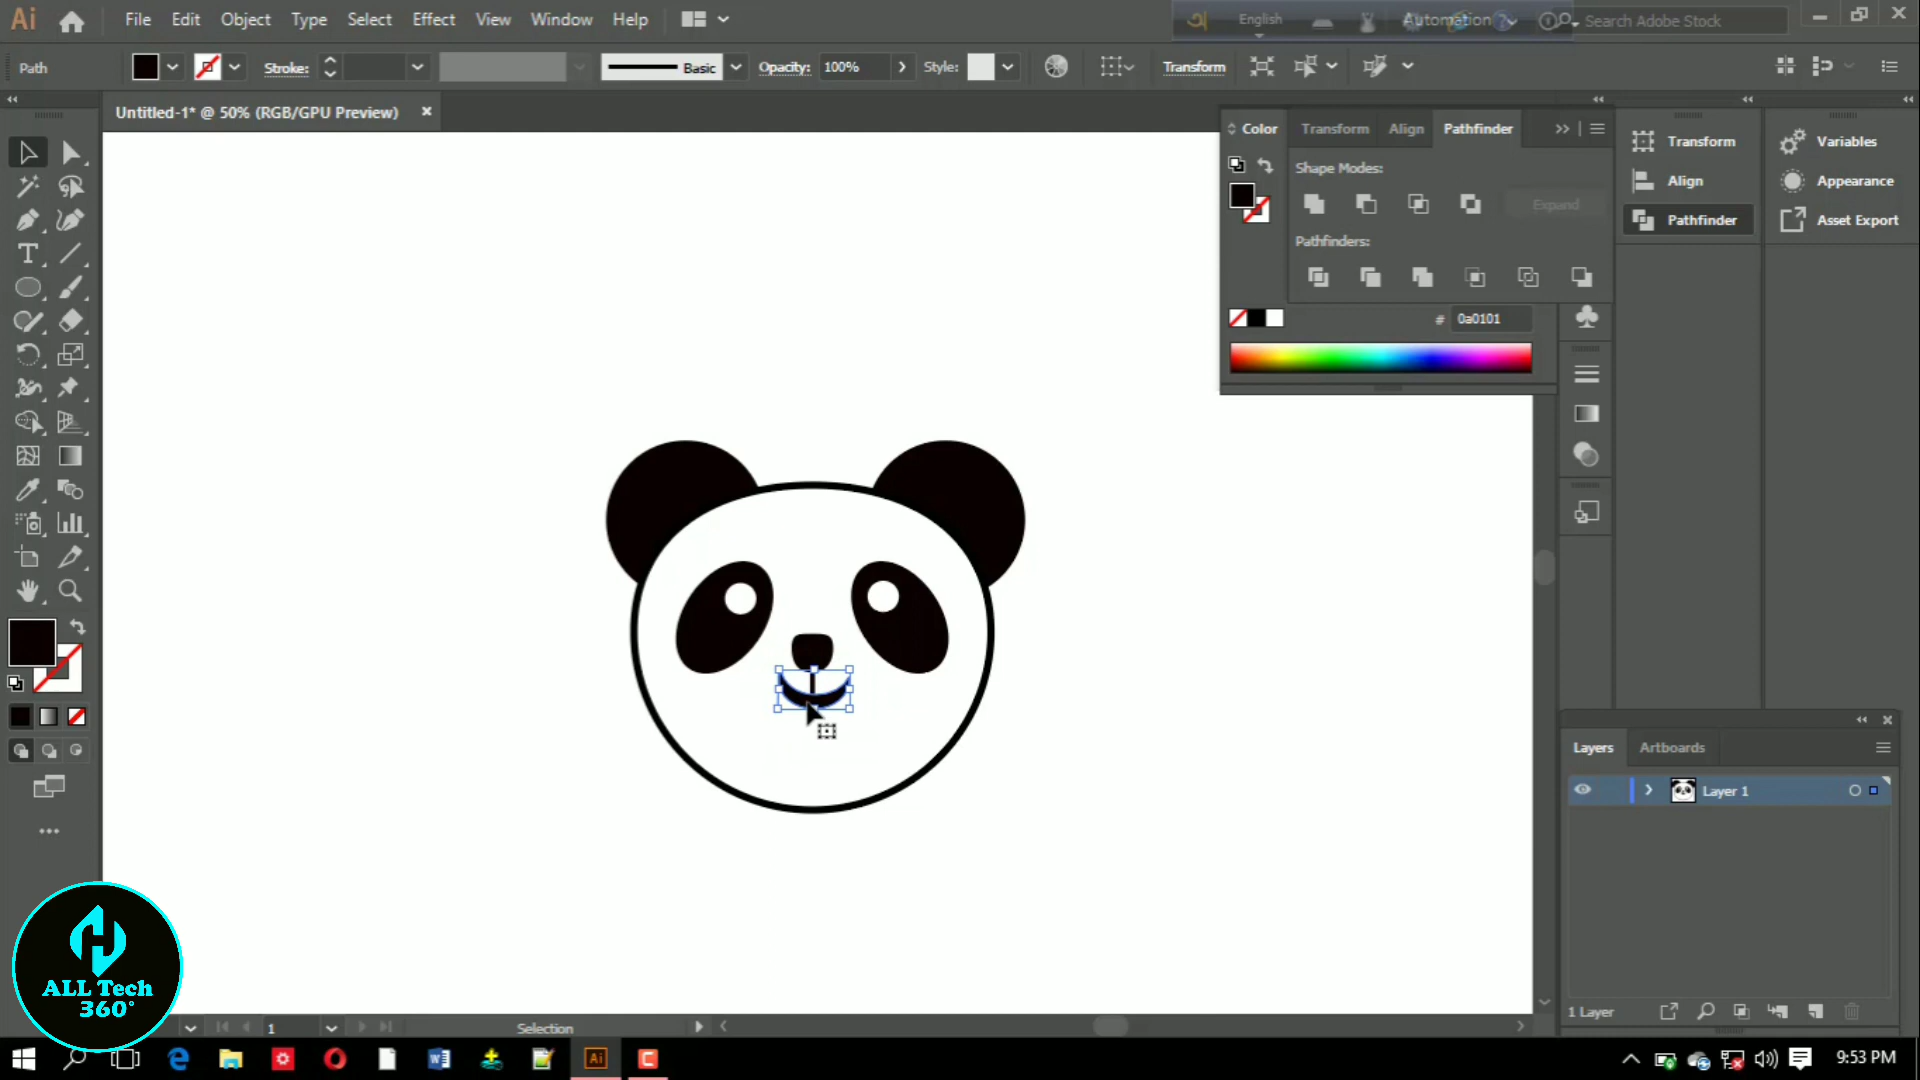 Ai File Edit Object Type Select Effect View Window Help
English Automation Search Adobe Stock
Path Stroke: Basic Opacity: 100% Style: Transform
Untitled-1* @ 50% (RGB/GPU Preview)
Color Transform Align Pathfinder
Shape Modes:
Expand
Pathfinders:
# 0a0101
Transform
Align
Pathfinder
Variables
Appearance
Asset Export
Layers Artboards
Layer 1
1 Layer
ALL Tech
360°
1 Selection
Ai
9:53 PM